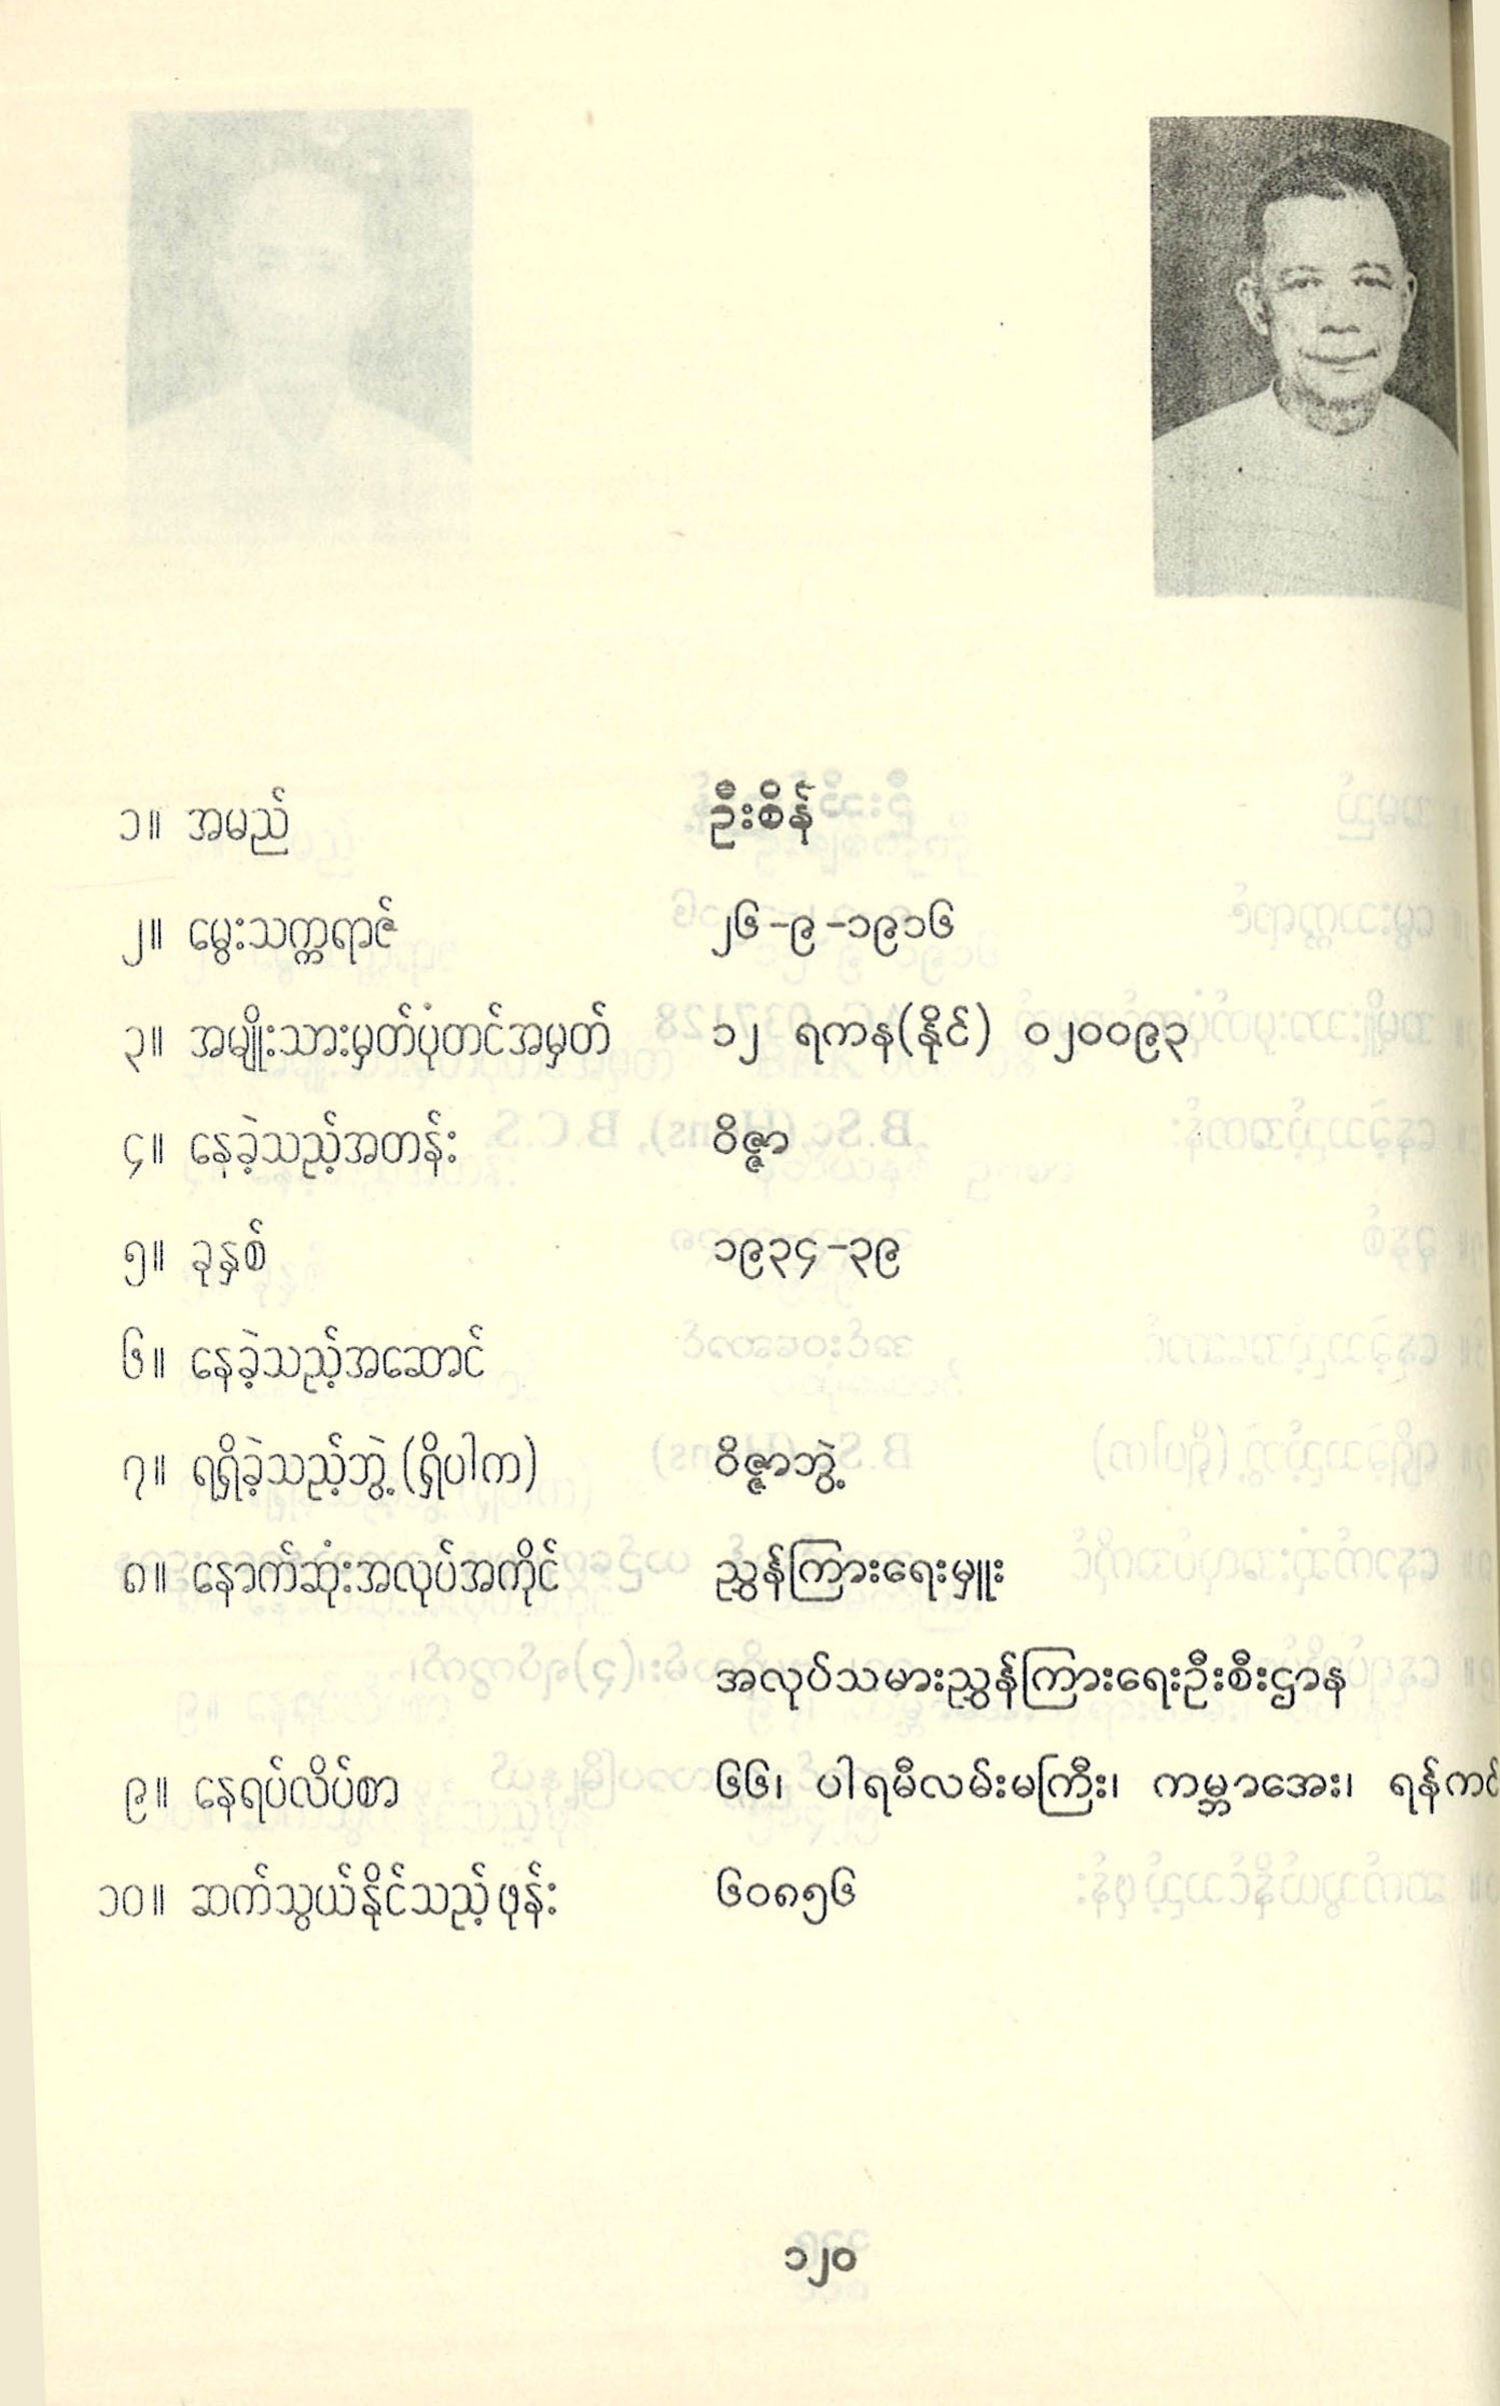 ၁။ အမည် ဦးစိန်
၂။ မွေးသက္ကရာဇ် ၂၆-၉-၁၉၁၆
၃။ အမျိုးသားမှတ်ပုံတင်အမှတ် ၁၂ ရကန(နိုင်) ၀၂၀၀၉၃
၄။ နေခဲ့သည့်အတန်း ဝိဇ္ဇာ
၅။ ခုနှစ် ၁၉၃၄-၃၉
၆။ နေခဲ့သည့်အဆောင်
၇။ ရရှိခဲ့သည့်ဘွဲ့(ရှိပါက) ဝိဇ္ဇာဘွဲ့
၈။ နောက်ဆုံးအလုပ်အကိုင် ညွှန်ကြားရေးမှူး
အလုပ်သမားညွှန်ကြားရေးဦးစီးဌာန
၉။ နေရပ်လိပ်စာ ၆၆၊ ပါရမီလမ်းမကြီး၊ ကမ္ဘာအေး၊ ရန်ကင်
၁၀။ ဆက်သွယ်နိုင်သည့်ဖုန်း ၆၀၈၅၆
၁၂၀